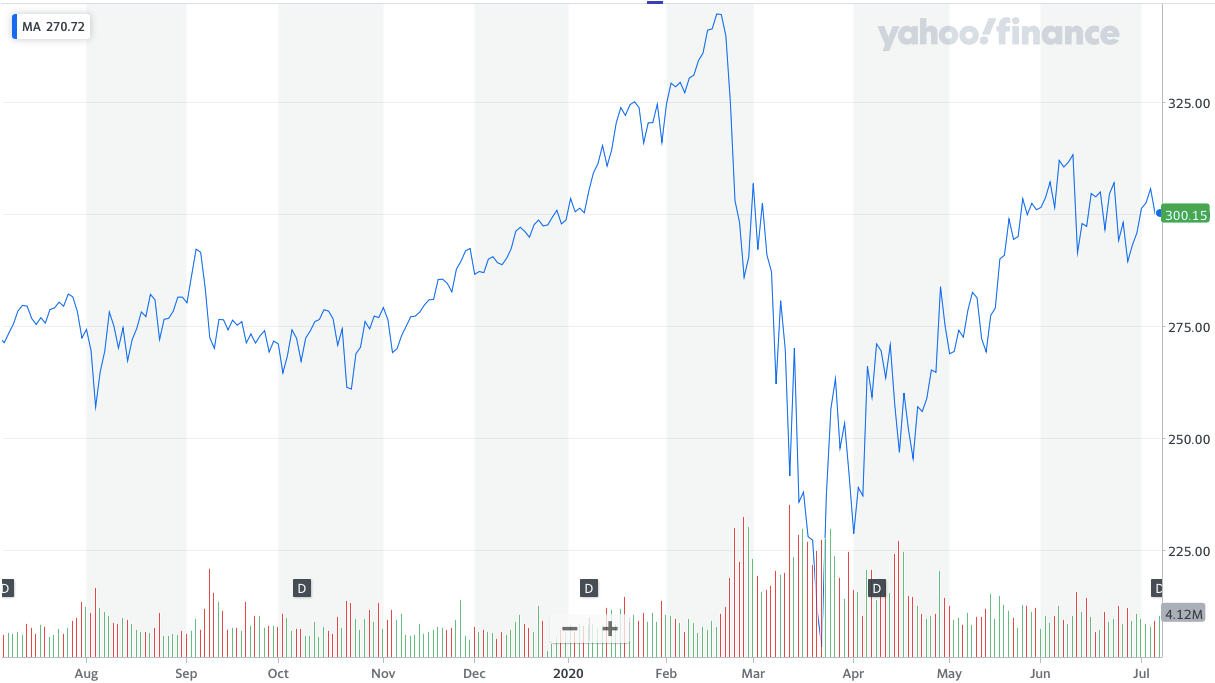 MA 270.72
yahoo!finance
325.00
300.15
275.00
250.00
225.00
D D D D D
4.12M
Aug Sep Oct Nov Dec 2020 Feb Mar Apr May Jun Jul